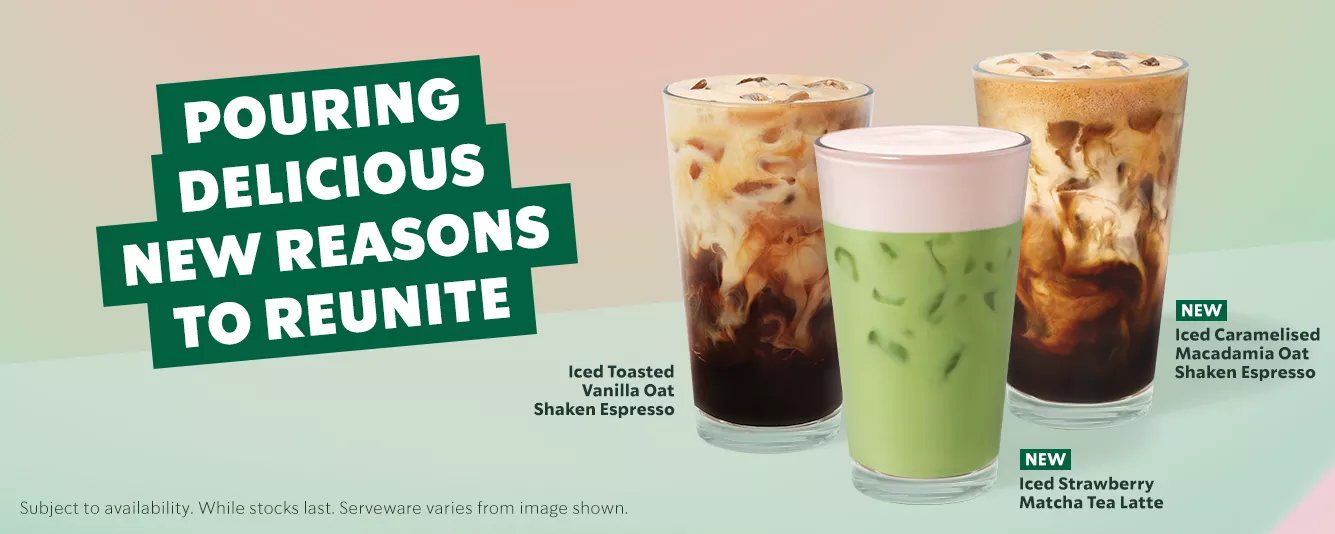 POURING
DELICIOUS
NEW REASONS
TO REUNITE
Iced Toasted
Vanilla Oat
Shaken Espresso
NEW
Iced Caramelised
Macadamia Oat
Shaken Espresso
NEW
Iced Strawberry
Matcha Tea Latte
Subject to availability. While stocks last. Serveware varies from image shown.